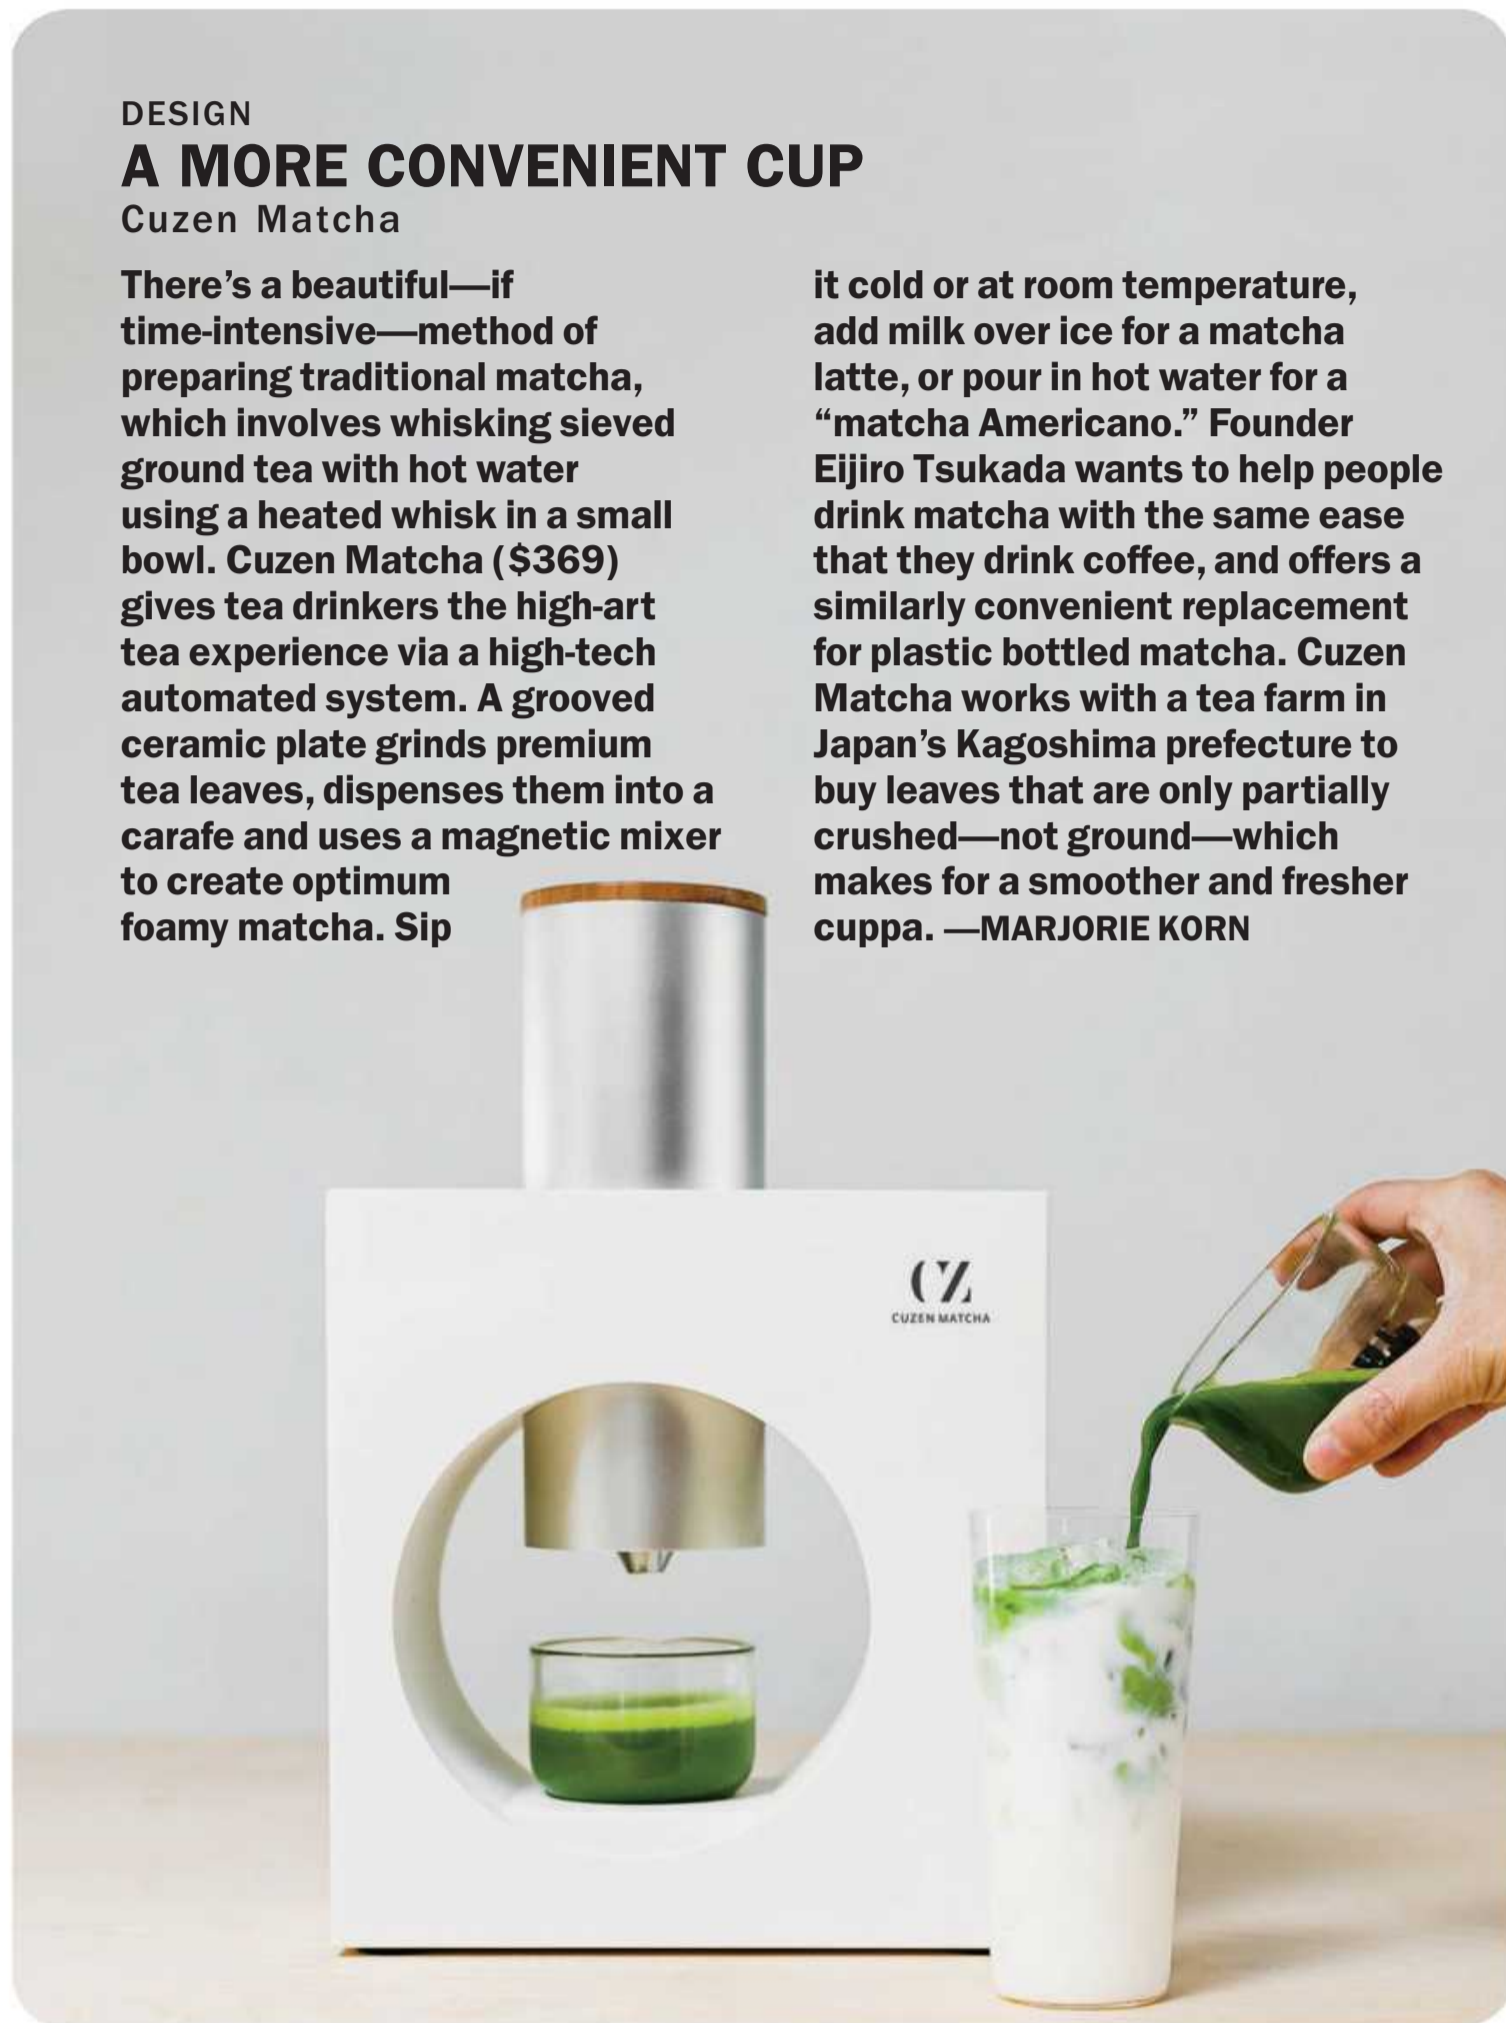 DESIGN
A MORE CONVENIENT CUP
Cuzen Matcha
There’s a beautiful—if
time-intensive—method of
preparing traditional matcha,
which involves whisking sieved
ground tea with hot water
using a heated whisk in a small
bowl. Cuzen Matcha ($369)
gives tea drinkers the high-art
tea experience via a high-tech
automated system. A grooved
ceramic plate grinds premium
tea leaves, dispenses them into a
carafe and uses a magnetic mixer
to create optimum
foamy matcha. Sip
it cold or at room temperature,
add milk over ice for a matcha
latte, or pour in hot water for a
“matcha Americano.” Founder
Eijiro Tsukada wants to help people
drink matcha with the same ease
that they drink coffee, and offers a
similarly convenient replacement
for plastic bottled matcha. Cuzen
Matcha works with a tea farm in
Japan’s Kagoshima prefecture to
buy leaves that are only partially
crushed—not ground—which
makes for a smoother and fresher
cuppa. —MARJORIE KORN
CZ
CUZEN MATCHA